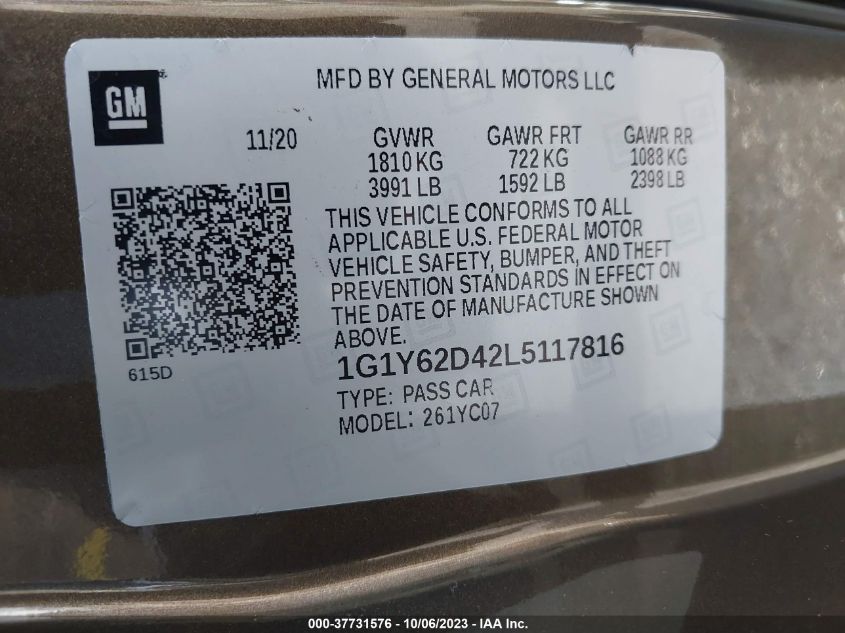 MFD BY GENERAL MOTORS LLC
GM
11/20 GVWR GAWR FRT GAWR RR
1810 KG 722 KG 1088 KG
3991 LB 1592 LB 2398 LB
THIS VEHICLE CONFORMS TO ALL
APPLICABLE U.S. FEDERAL MOTOR
VEHICLE SAFETY, BUMPER, AND THEFT
PREVENTION STANDARDS IN EFFECT ON
THE DATE OF MANUFACTURE SHOWN
ABOVE.
615D
1G1Y62D42L5117816
TYPE: PASS CAR
MODEL: 261YC07
000-37731576 - 10/06/2023 - IAA Inc.